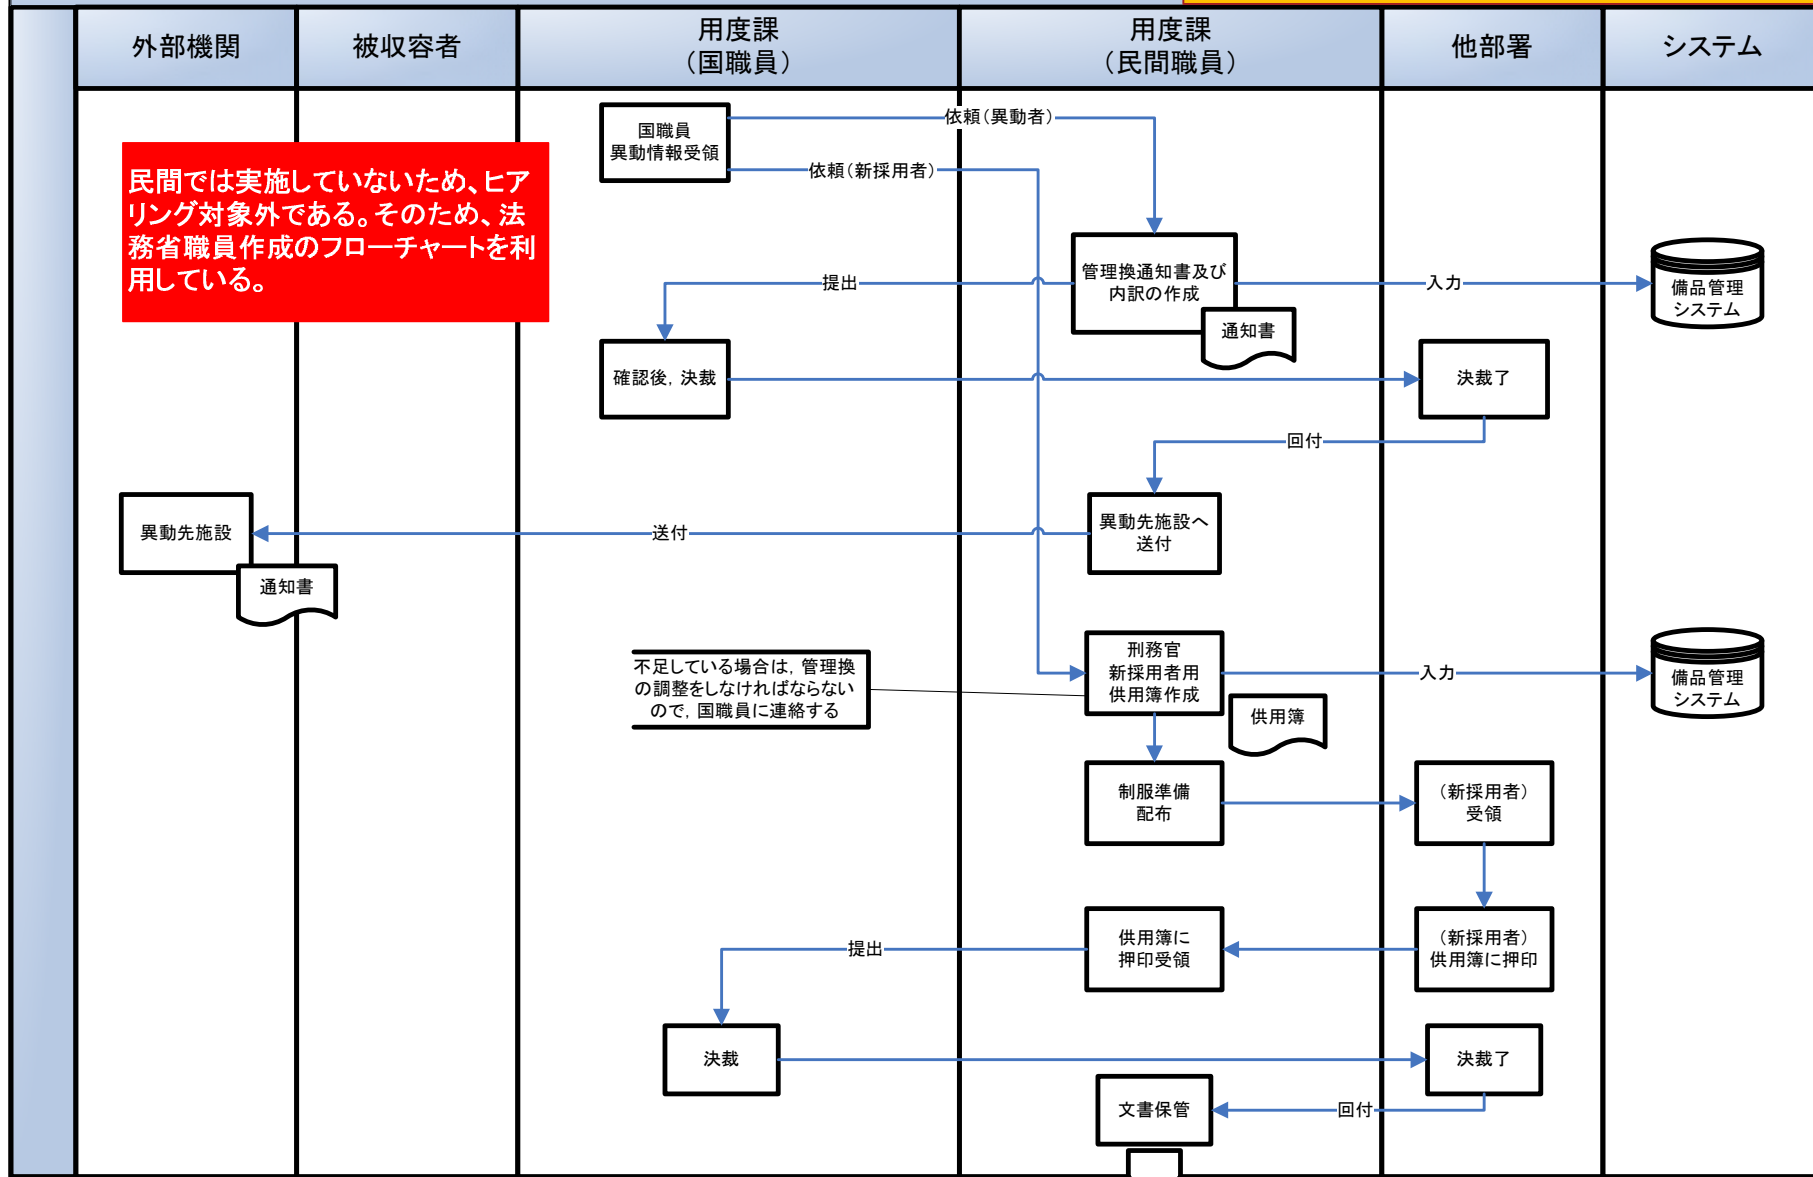 外部機関
被収容者
用度課
（国職員）
用度課
（民間職員）
他部署
システム
国職員
異動情報受領
依頼（異動者）
依頼（新採用者）
民間では実施していないため、ヒア
リング対象外である。そのため、法
務省職員作成のフローチャートを利
用している。
管理換通知書及び
内訳の作成
通知書
提出
入力
備品管理
システム
確認後，決裁
決裁了
回付
異動先施設へ
送付
送付
異動先施設
通知書
不足している場合は，管理換
の調整をしなければならない
ので，国職員に連絡する
刑務官
新採用者用
供用簿作成
供用簿
入力
備品管理
システム
制服準備
配布
（新採用者）
受領
（新採用者）
供用簿に押印
供用簿に
押印受領
提出
決裁
決裁了
回付
文書保管